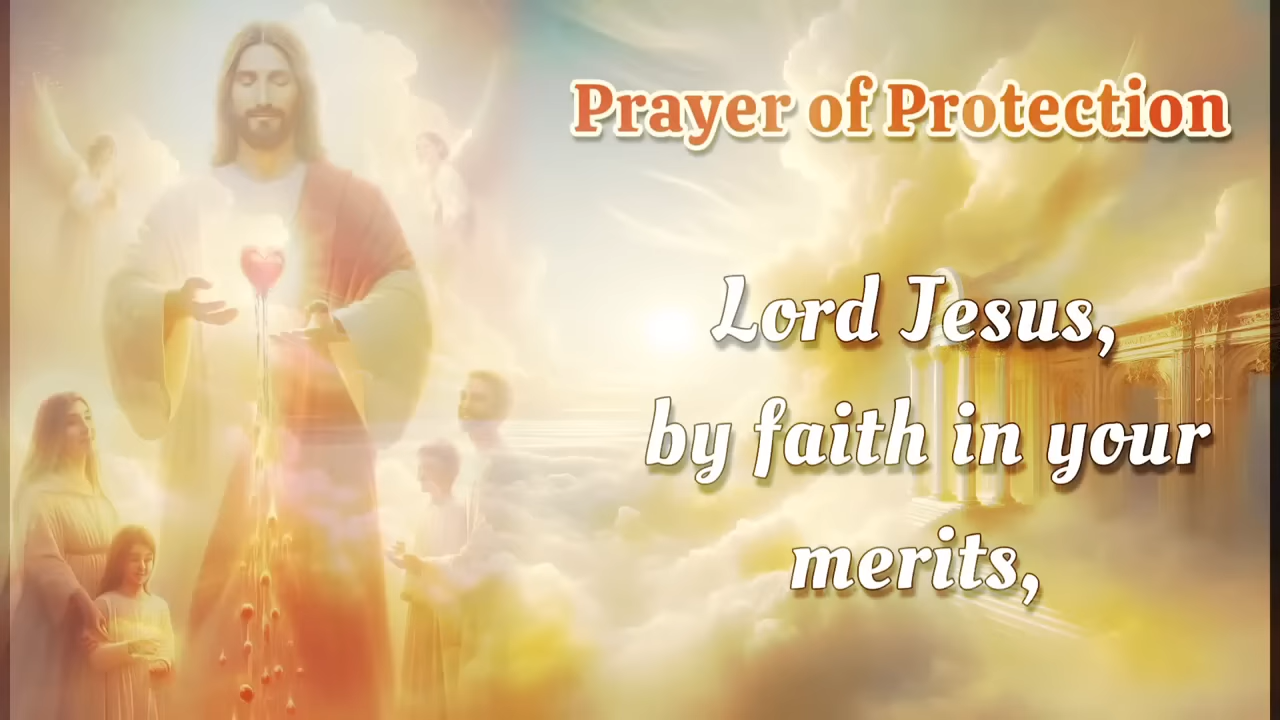 Prayer of Protection
Lord Jesus,
by faith in your
merits,